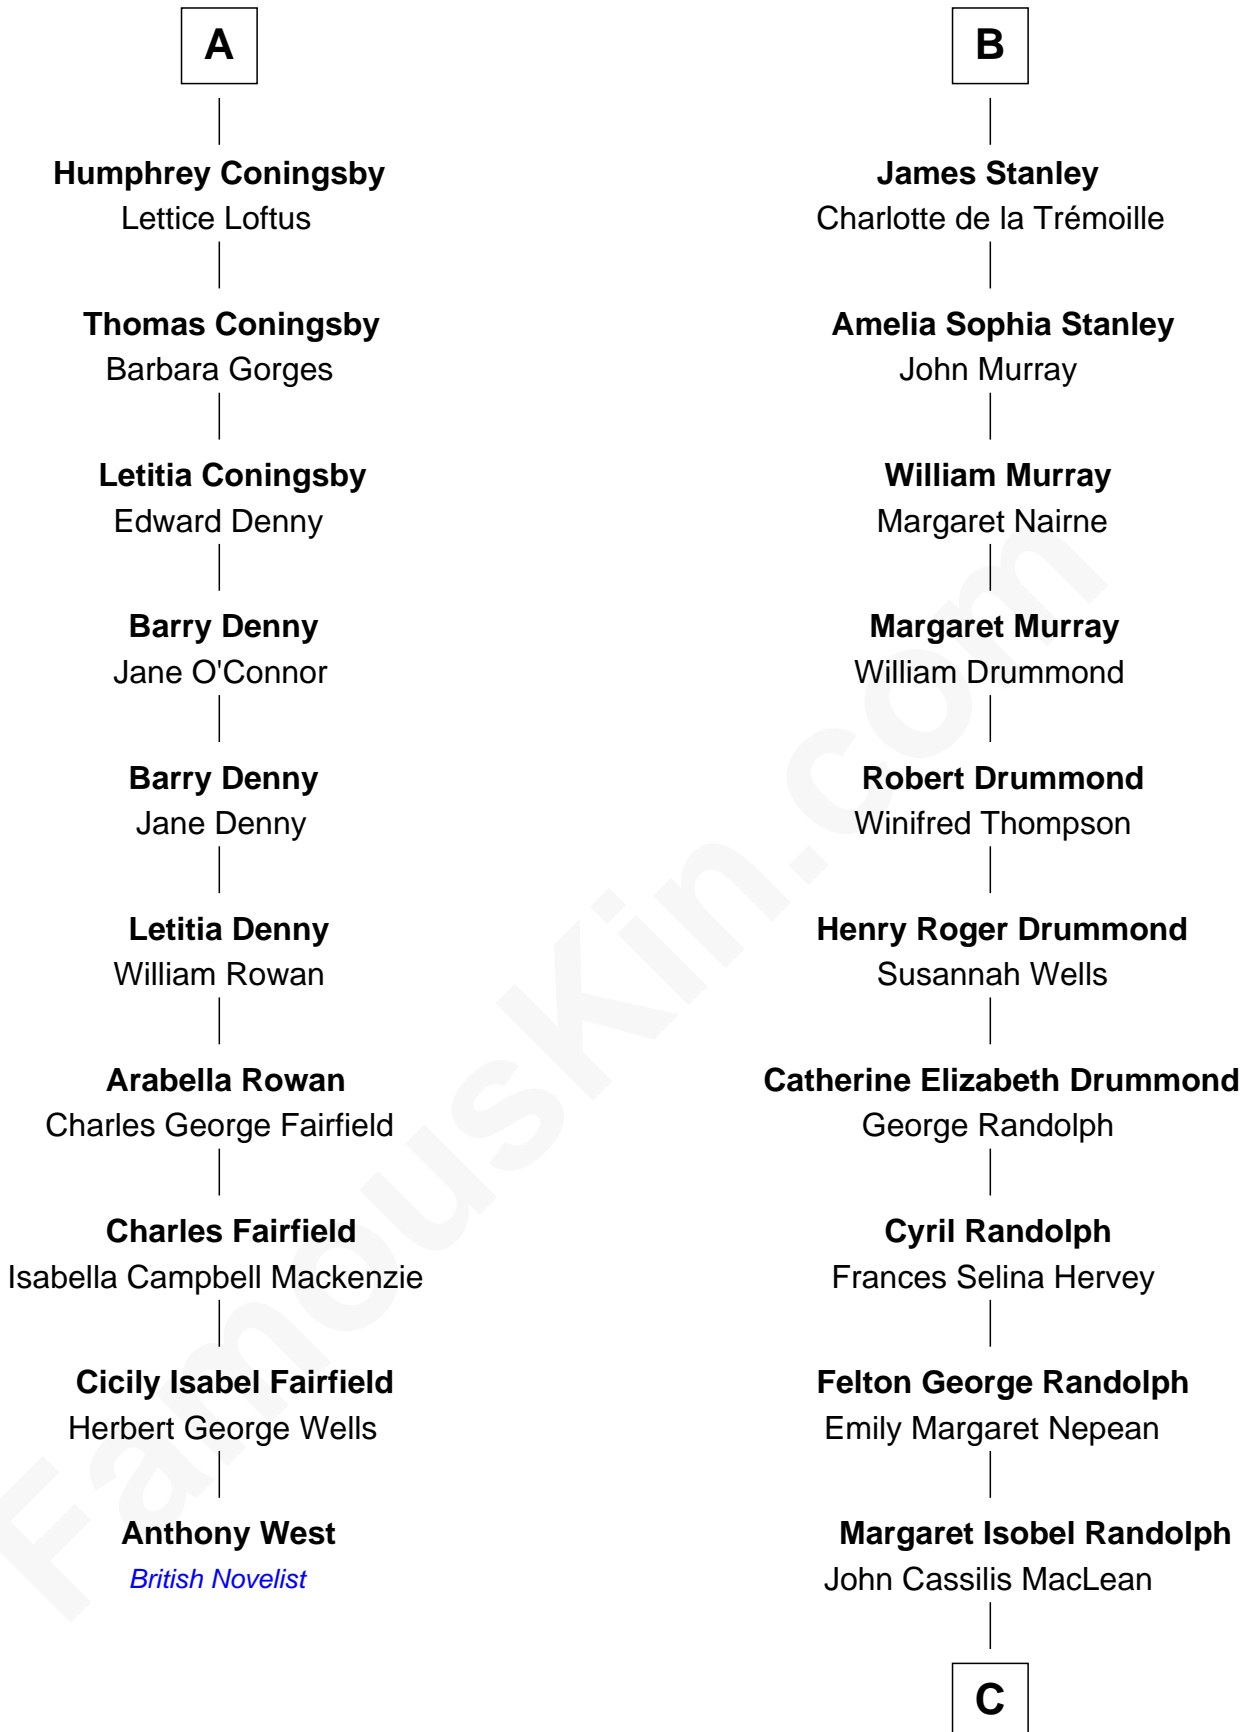 A
Humphrey Coningsby
Lettice Loftus
Thomas Coningsby
Barbara Gorges
Letitia Coningsby
Edward Denny
Barry Denny
Jane O'Connor
Barry Denny
Jane Denny
Letitia Denny
William Rowan
Arabella Rowan
Charles George Fairfield
Charles Fairfield
Isabella Campbell Mackenzie
Cicily Isabel Fairfield
Herbert George Wells
Anthony West
British Novelist
B
James Stanley
Charlotte de la Trémoille
Amelia Sophia Stanley
John Murray
William Murray
Margaret Nairne
Margaret Murray
William Drummond
Robert Drummond
Winifred Thompson
Henry Roger Drummond
Susannah Wells
Catherine Elizabeth Drummond
George Randolph
Cyril Randolph
Frances Selina Hervey
Felton George Randolph
Emily Margaret Nepean
Margaret Isobel Randolph
John Cassilis MacLean
C
FamousKin.com